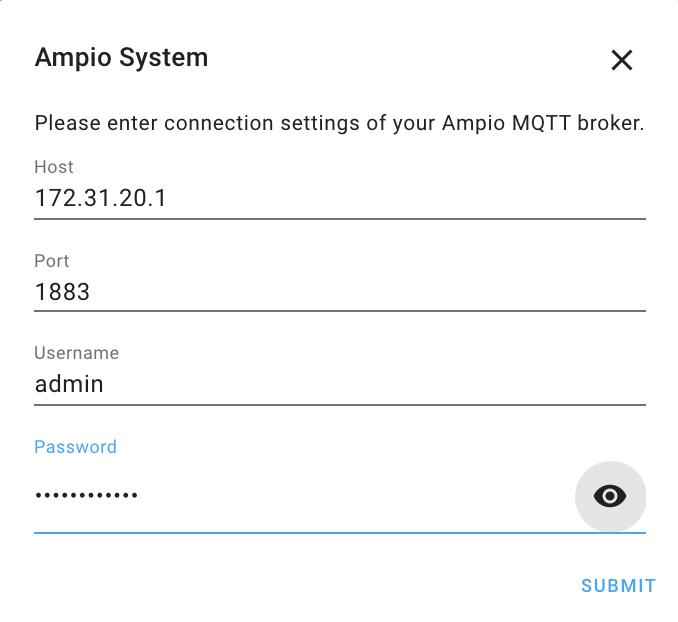 Ampio System
Please enter connection settings of your Ampio MQTT broker.
Host
172.31.20.1
Port
1883
Username
admin
Password
••••••••••••
SUBMIT